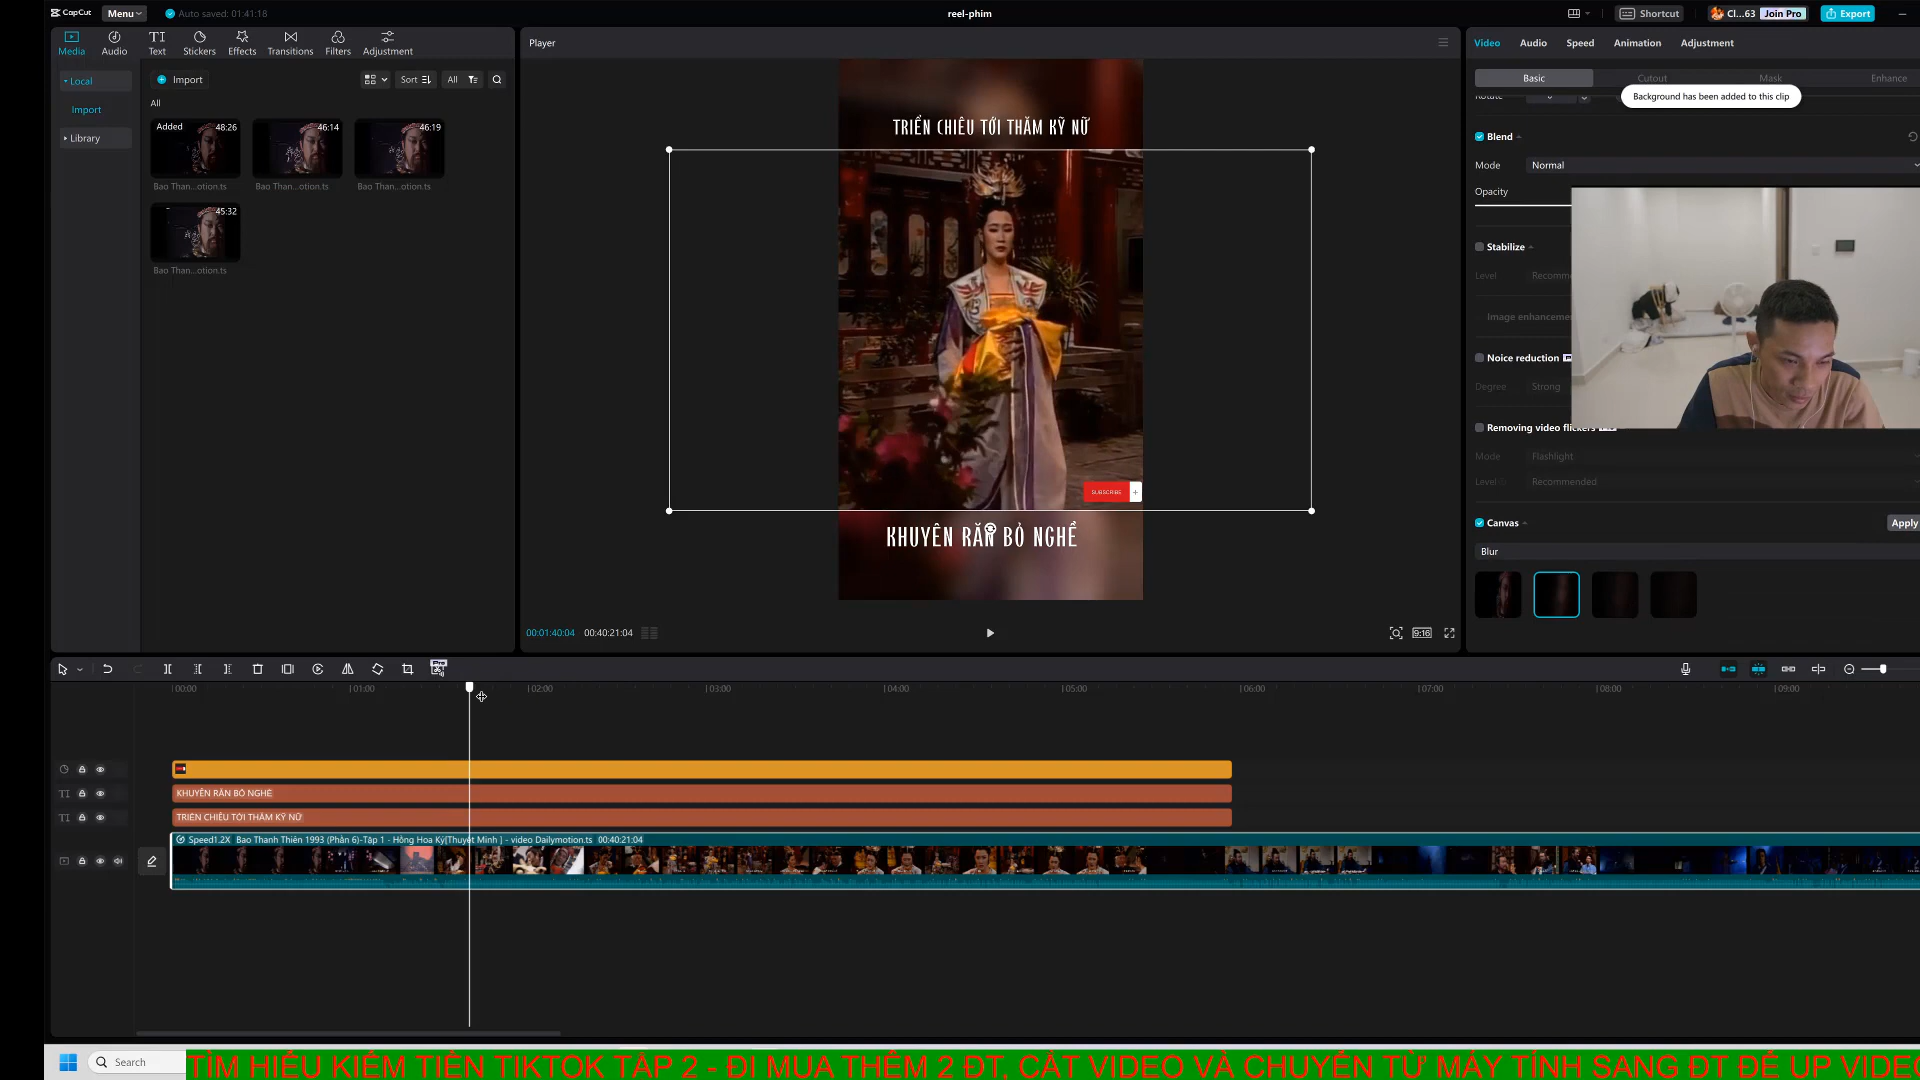 CapCut
Menu
Auto saved: 01:41:18
reel-phim
Shortcut
Cl...63
Join Pro
Export
Media
Audio
Text
Stickers
Effects
Transitions
Filters
Adjustment
Player
Video
Audio
Speed
Animation
Adjustment
Local
Import
Sort
All
Basic
Cutout
Mask
Enhance
Background has been added to this clip
Rotate
All
Import
Library
Added
48:26
46:14
46:19
Bao Than...otion.ts
Bao Than...otion.ts
Bao Than...otion.ts
45:32
Bao Than...otion.ts
TRIỂN CHIÊU TỚI THĂM KỸ NỮ
SUBSCRIBE
KHUYÊN RĂN BỎ NGHỀ
Blend
Mode
Normal
Opacity
Stabilize
Level
Recomm
Image enhanceme
Noice reduction
Degree
Strong
Removing video flickers
Mode
Flashlight
Level
Recommended
Canvas
Apply
Blur
00:01:40:04
00:40:21:04
9:16
00:00
01:00
02:00
03:00
04:00
05:00
06:00
07:00
08:00
09:00
KHUYÊN RĂN BỎ NGHỀ
TRIỂN CHIÊU TỚI THĂM KỸ NỮ
Speed1.2X Bao Thanh Thiên 1993 (Phần 6)-Tập 1 - Hồng Hoa Ký[Thuyết Minh ] - video Dailymotion.ts 00:40:21:04
Search
TÌM HIỂU KIẾM TIỀN TIKTOK TẬP 2 - ĐI MUA THÊM 2 ĐT, CẮT VIDEO VÀ CHUYỂN TỪ MÁY TÍNH SANG ĐT ĐỂ UP VIDEO